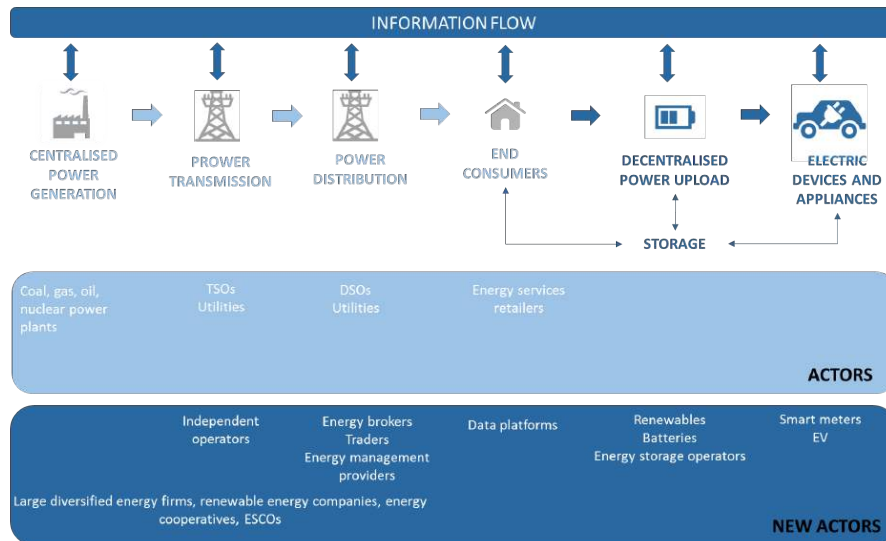 INFORMATION FLOW
CENTRALISED
POWER
GENERATION
PROWER
TRANSMISSION
POWER
DISTRIBUTION
END
CONSUMERS
DECENTRALISED
POWER UPLOAD
ELECTRIC
DEVICES AND
APPLIANCES
STORAGE
Coal, gas, oil,
nuclear power
plants
TSOs
Utilities
DSOs
Utilities
Energy services
retailers
ACTORS
Independent
operators
Energy brokers
Traders
Energy management
providers
Data platforms
Renewables
Batteries
Energy storage operators
Smart meters
EV
Large diversified energy firms, renewable energy companies, energy
cooperatives, ESCOs
NEW ACTORS